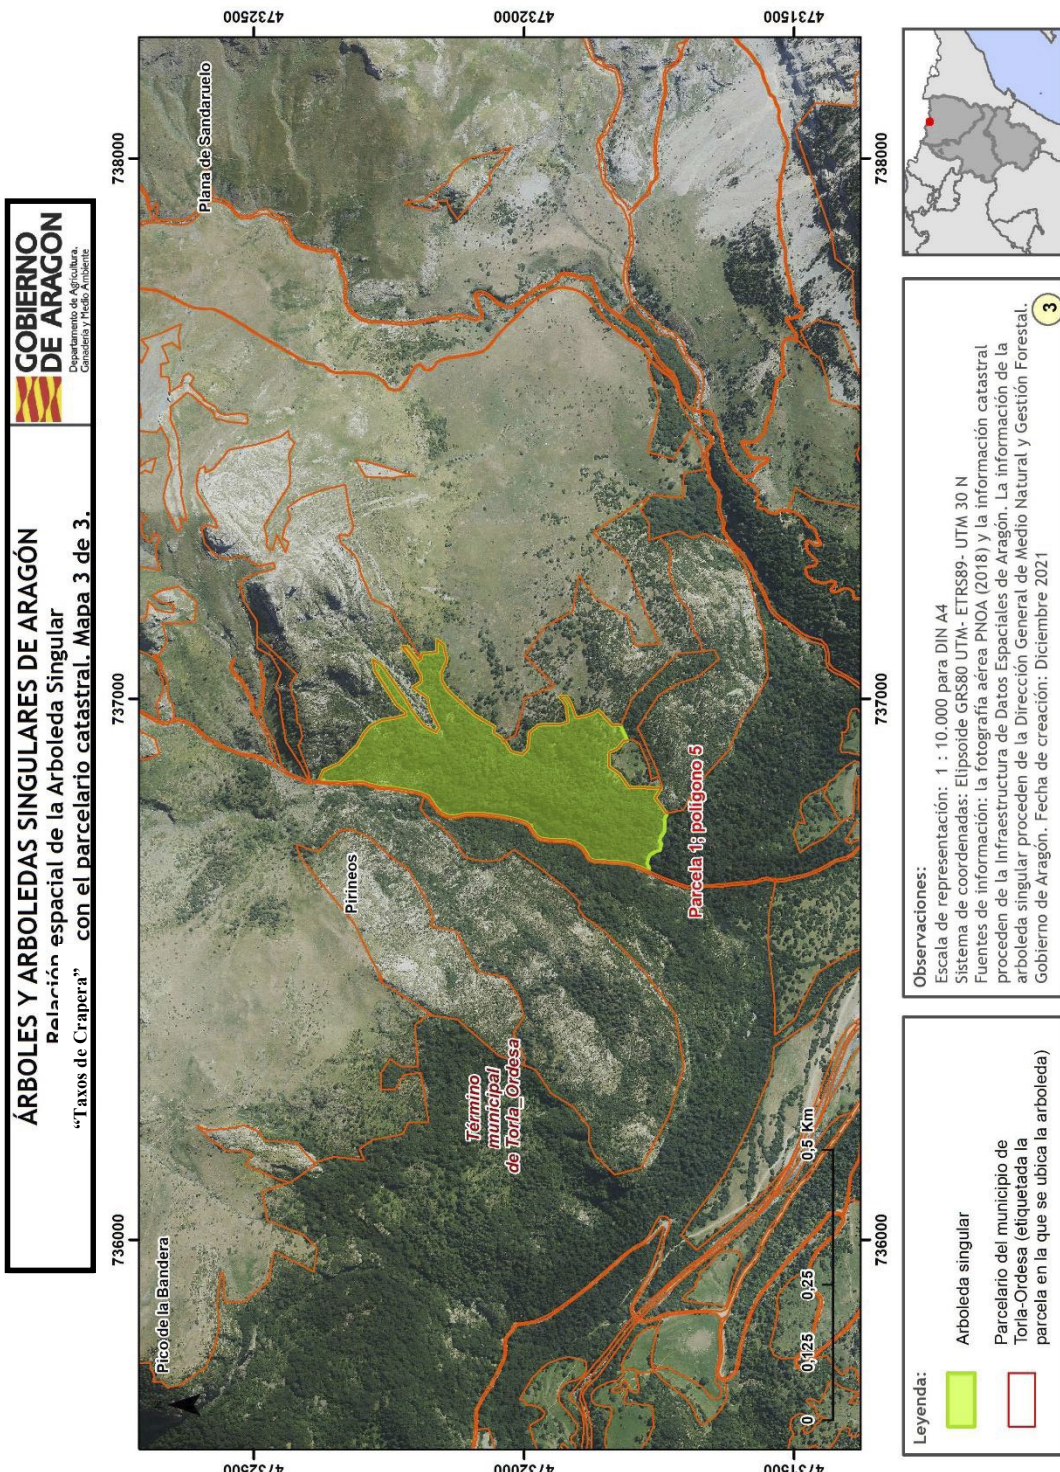 ÁRBOLES Y ARBOLEDAS SINGULARES DE ARAGÓN
Relación espacial de la Arboleda Singular
“Taxos de Crapera” con el parcelario catastral. Mapa 3 de 3.
GOBIERNO
DE ARAGON
Departamento de Agricultura,
Ganadería y Medio Ambiente
736000
737000
738000
4732500
4732500
Pico de la Bandera
Plana de Sandaruelo
Pirineos
Término
municipal
de Torla_Ordesa
4732000
4732000
Parcela 1; polígono 5
4731500
4731500
0
0,125
0,25
0,5 Km
736000
737000
738000
Leyenda:
Arboleda singular
Parcelario del municipio de
Torla-Ordesa (etiquetada la
parcela en la que se ubica la arboleda)
Observaciones:
Escala de representación: 1 : 10.000 para DIN A4
Sistema de coordenadas: Elipsoide GRS80 UTM- ETRS89- UTM 30 N
Fuentes de información: la fotografía aérea PNOA (2018) y la información catastral
proceden de la Infraestructura de Datos Espaciales de Aragón. La información de la
arboleda singular proceden de la Dirección General de Medio Natural y Gestión Forestal.
Gobierno de Aragón. Fecha de creación: Diciembre 2021
3